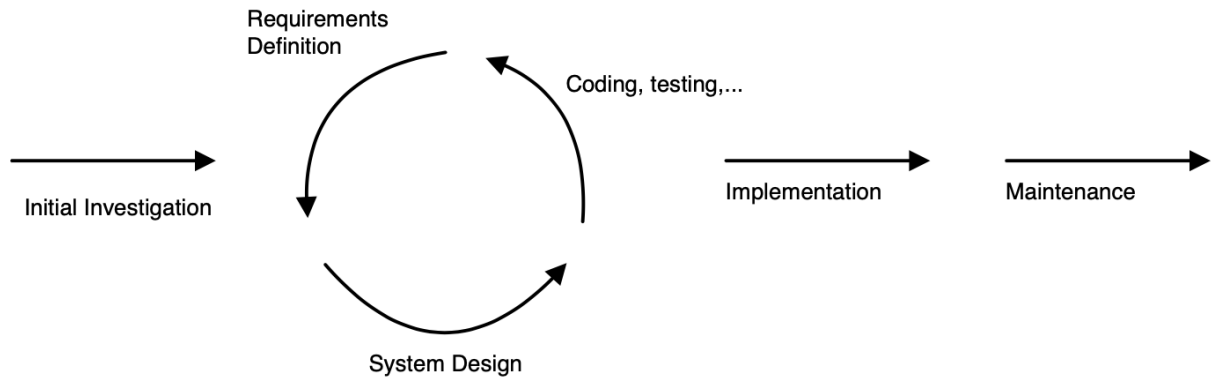 Requirements
Definition
Coding, testing,...
Initial Investigation
Implementation
Maintenance
System Design